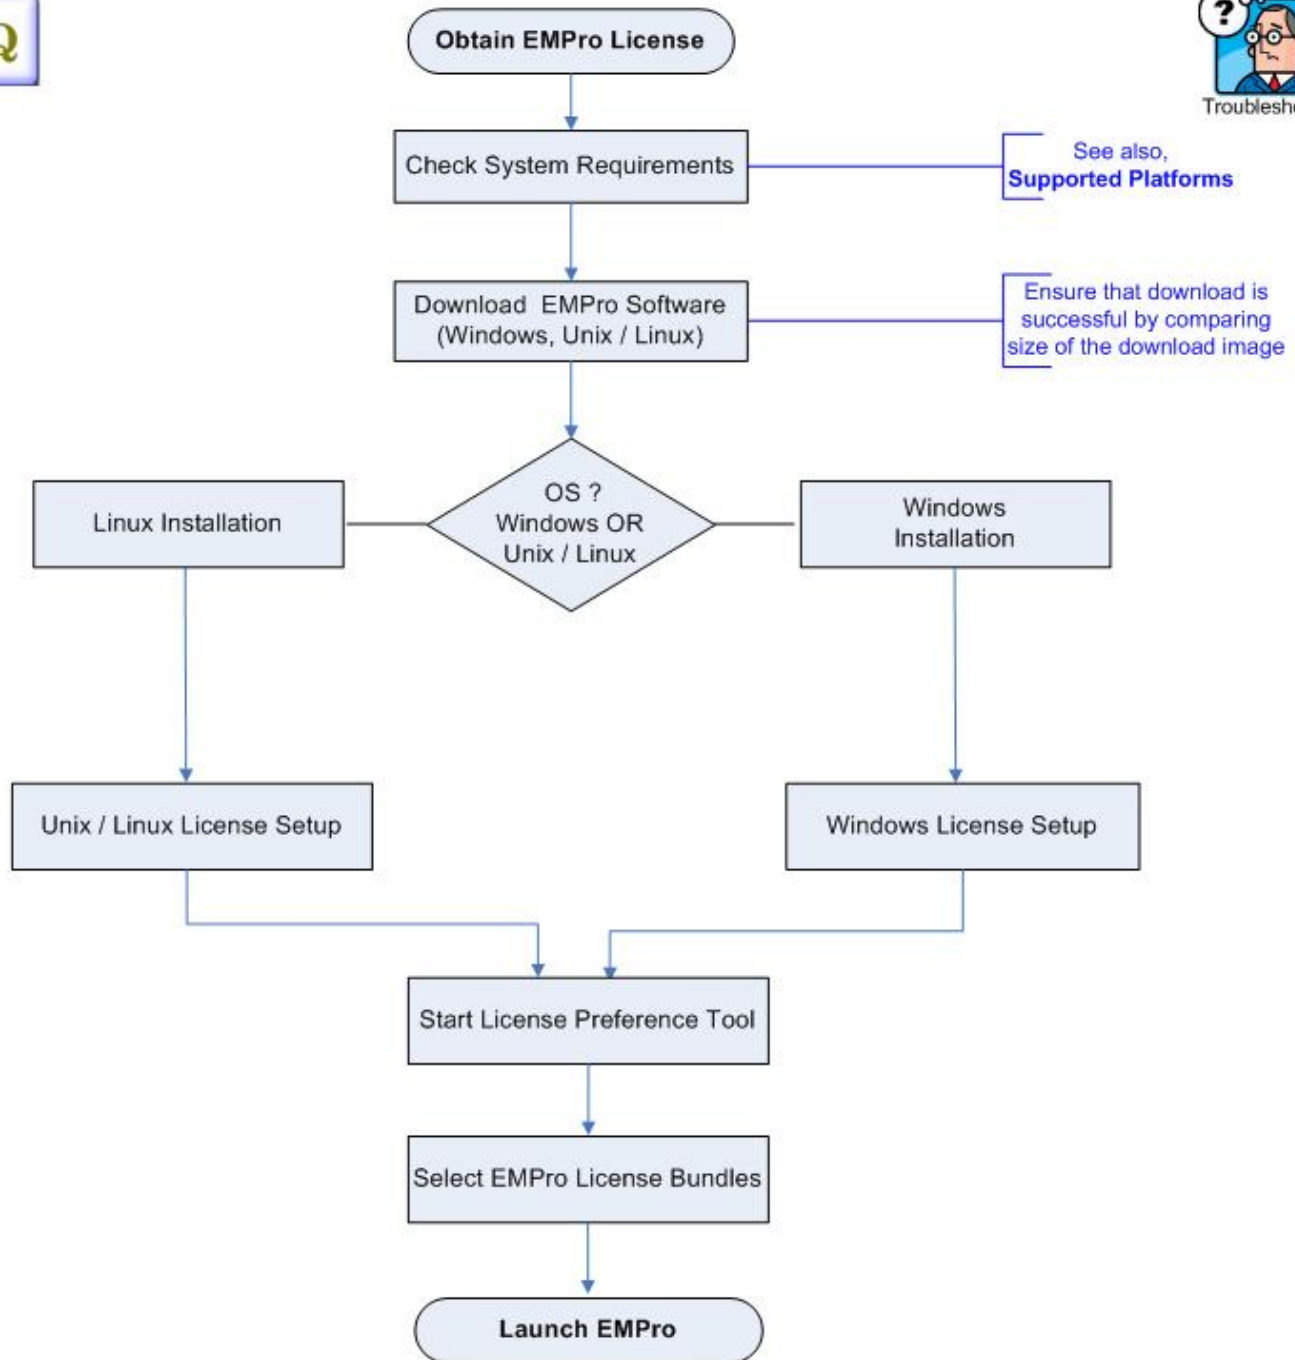 Q
Obtain EMPro License
?
Check System Requirements
See also,
Supported Platforms
Download EMPro Software
(Windows, Unix / Linux)
Ensure that download is
successful by comparing
size of the download image
Linux Installation
OS ?
Windows OR
Unix / Linux
Windows
Installation
Unix / Linux License Setup
Windows License Setup
Start License Preference Tool
Select EMPro License Bundles
Launch EMPro